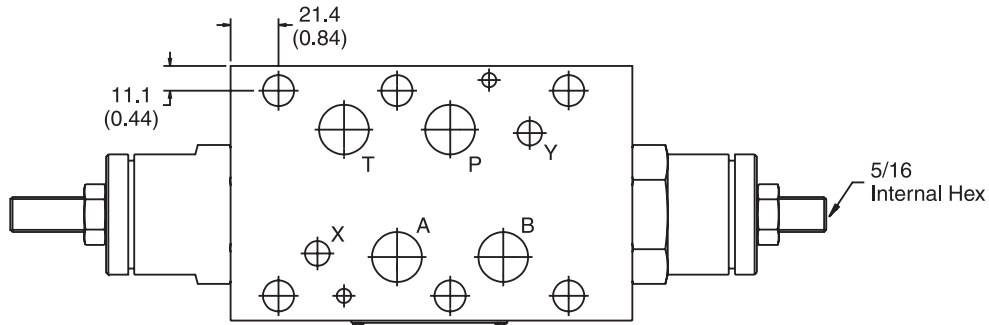 21.4
(0.84)
11.1
(0.44)
T
P
Y
5/16
Internal Hex
X
A
B